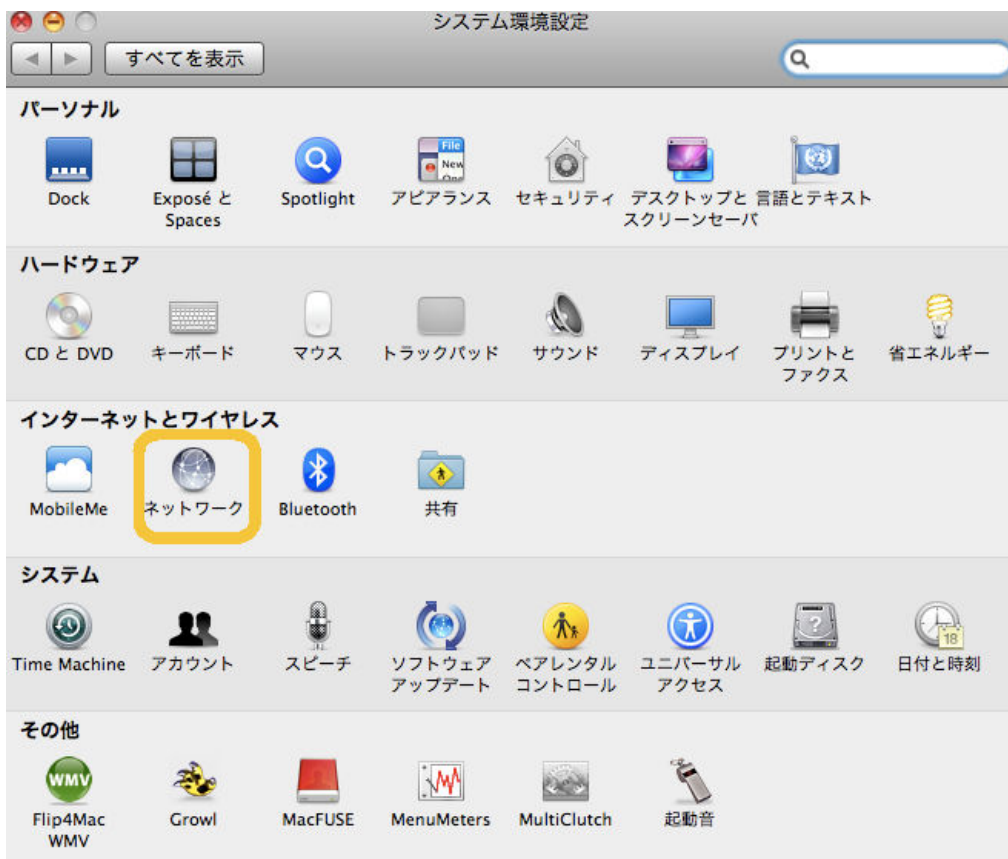 システム環境設定
すべてを表示
パーソナル
Dock
Exposé と
Spaces
Spotlight
File
New
アピアランス
セキュリティ
デスクトップと
スクリーンセーバ
言語とテキスト
ハードウェア
CD と DVD
キーボード
マウス
トラックパッド
サウンド
ディスプレイ
プリントと
ファクス
省エネルギー
インターネットとワイヤレス
MobileMe
ネットワーク
Bluetooth
共有
システム
Time Machine
アカウント
スピーチ
ソフトウェア
アップデート
ペアレンタル
コントロール
ユニバーサル
アクセス
?
起動ディスク
18
日付と時刻
その他
WMV
Flip4Mac
WMV
Growl
MacFUSE
MenuMeters
MultiClutch
起動音